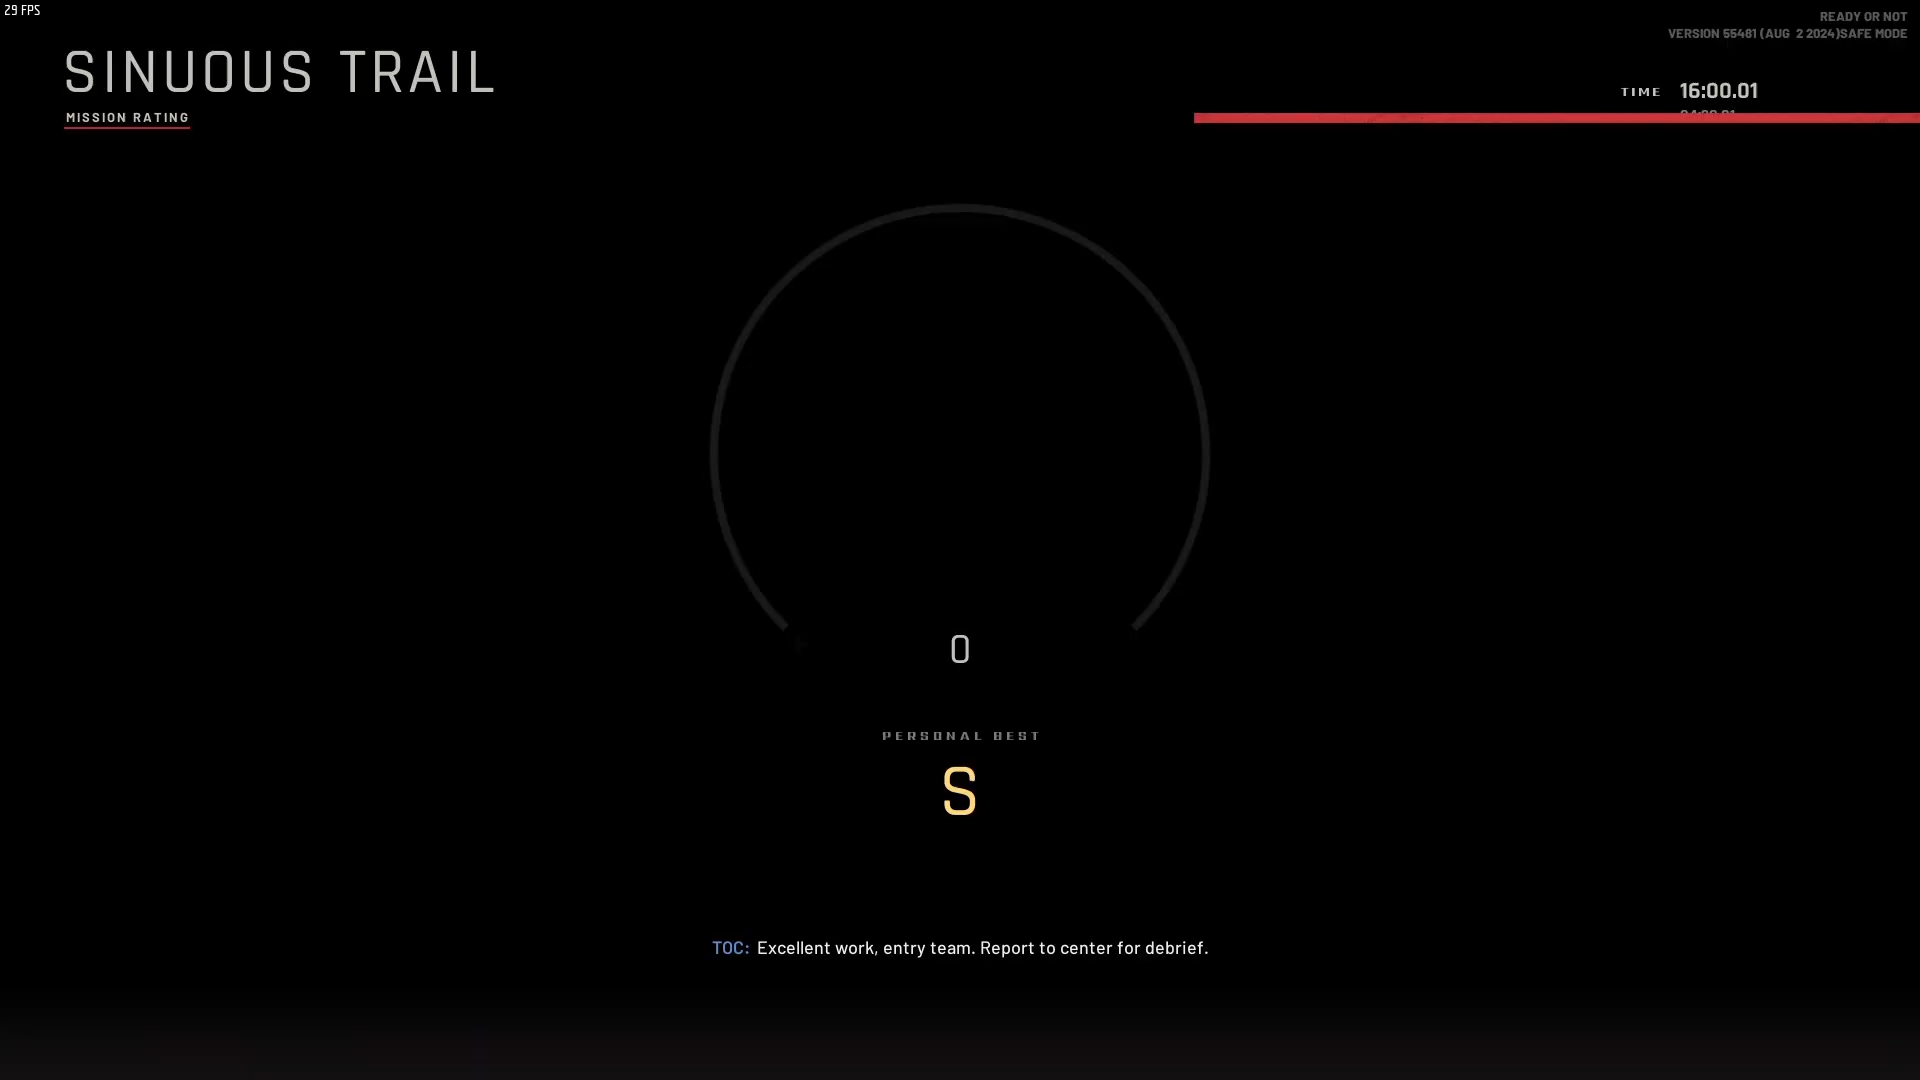 29 FPS
READY OR NOT
VERSION 55481 (AUG 2 2024)SAFE MODE
SINUOUS TRAIL
MISSION RATING
TIME 16:00.01
0
PERSONAL BEST
S
TOC: Excellent work, entry team. Report to center for debrief.